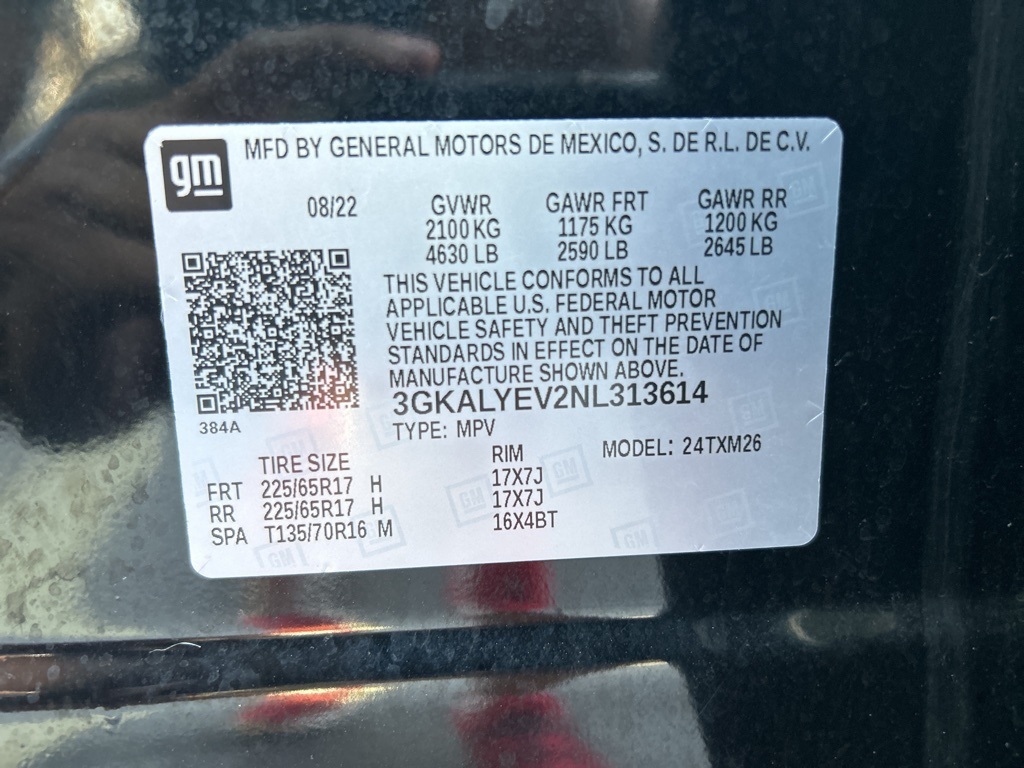 gm
MFD BY GENERAL MOTORS DE MEXICO, S. DE R.L. DE C.V.
08/22 GVWR GAWR FRT GAWR RR
2100 KG 1175 KG 1200 KG
4630 LB 2590 LB 2645 LB
THIS VEHICLE CONFORMS TO ALL
APPLICABLE U.S. FEDERAL MOTOR
VEHICLE SAFETY AND THEFT PREVENTION
STANDARDS IN EFFECT ON THE DATE OF
MANUFACTURE SHOWN ABOVE.
3GKALYEV2NL313614
384A
TYPE: MPV
MODEL: 24TXM26
TIRE SIZE RIM
FRT 225/65R17 H 17X7J
RR 225/65R17 H 17X7J
SPA T135/70R16 M 16X4BT